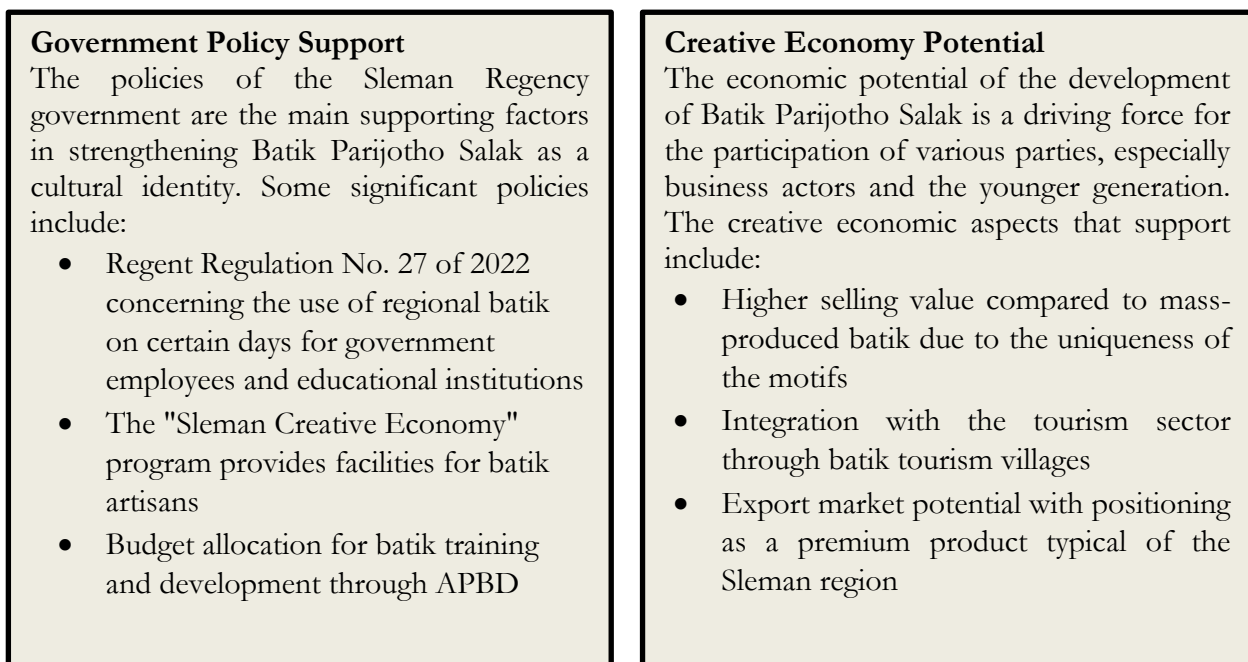 Government Policy Support
The policies of the Sleman Regency
government are the main supporting factors
in strengthening Batik Parijotho Salak as a
cultural identity. Some significant policies
include:
• Regent Regulation No. 27 of 2022
concerning the use of regional batik
on certain days for government
employees and educational institutions
• The "Sleman Creative Economy"
program provides facilities for batik
artisans
• Budget allocation for batik training
and development through APBD
Creative Economy Potential
The economic potential of the development
of Batik Parijotho Salak is a driving force for
the participation of various parties, especially
business actors and the younger generation.
The creative economic aspects that support
include:
• Higher selling value compared to mass-
produced batik due to the uniqueness of
the motifs
• Integration with the tourism sector
through batik tourism villages
• Export market potential with positioning
as a premium product typical of the
Sleman region